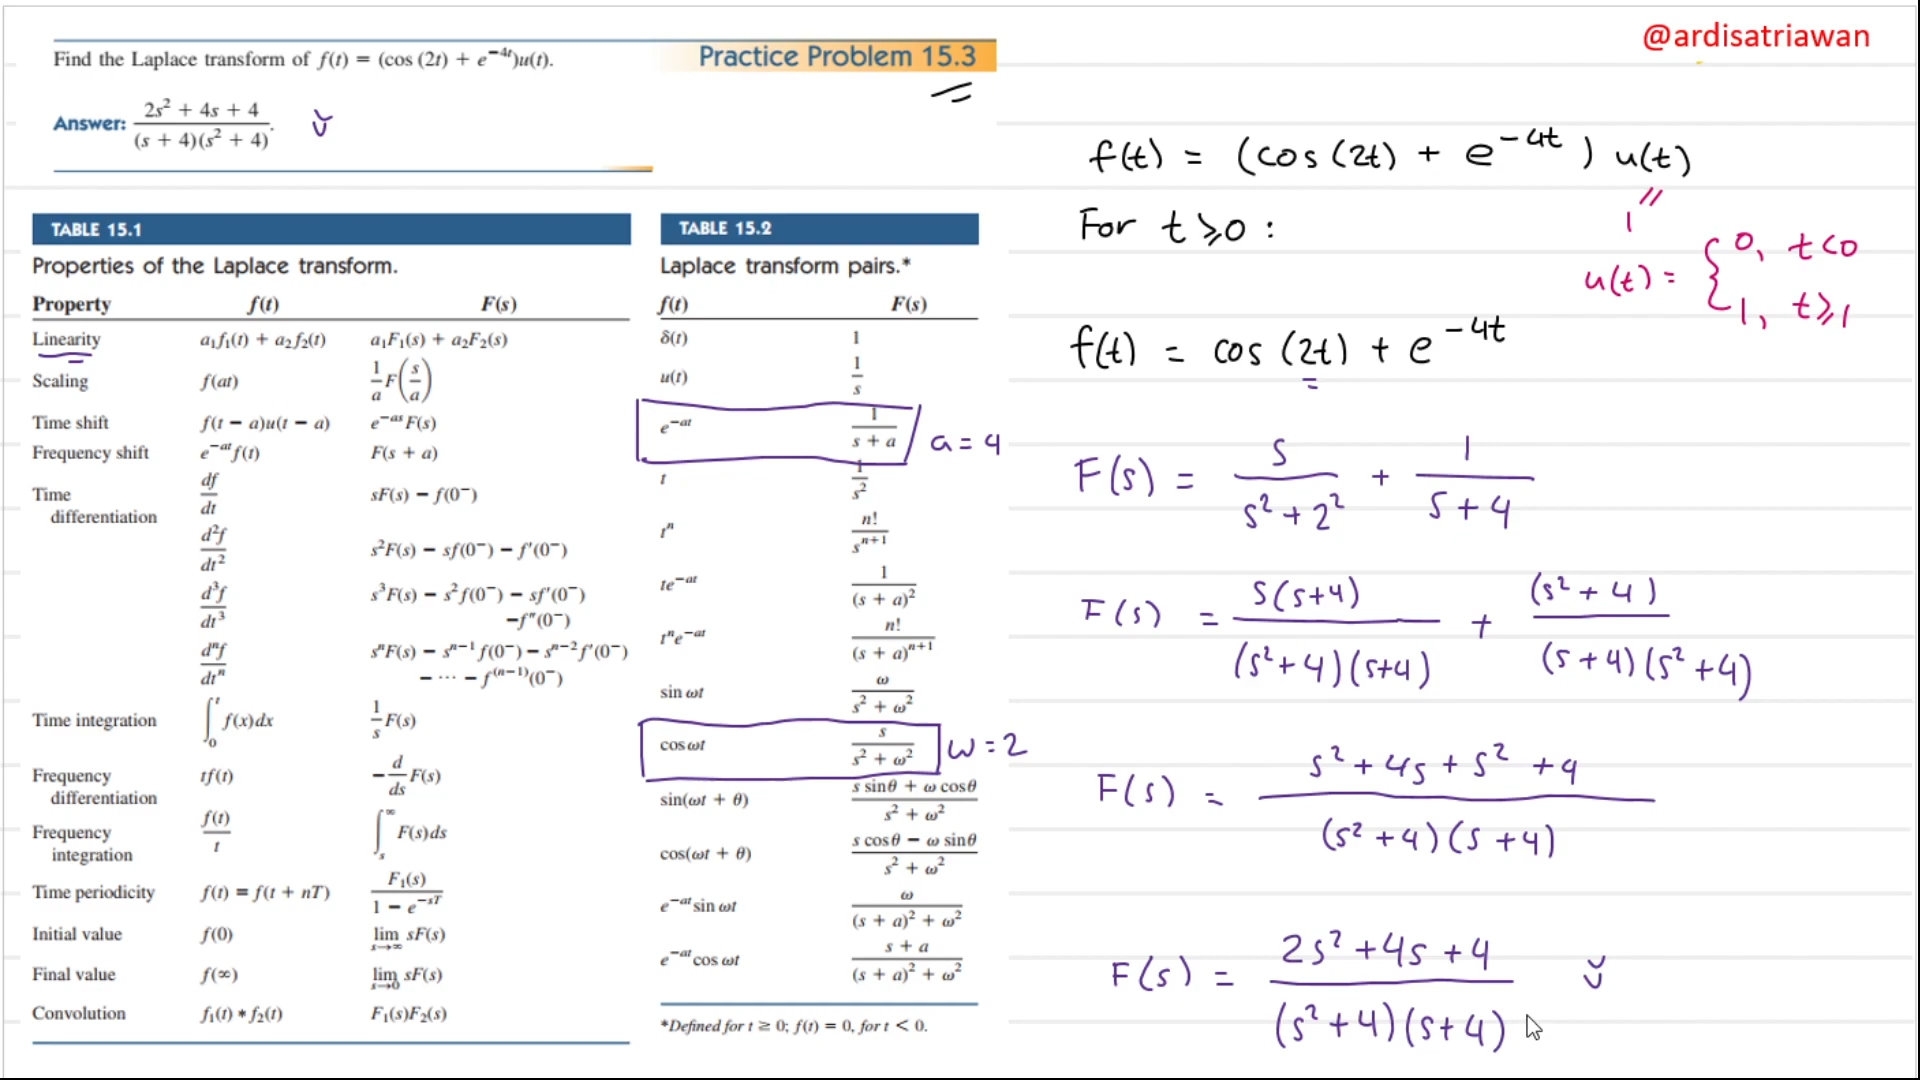 @ardisatriawan
Find the Laplace transform of f(t) = (cos (2t) + e^−4t)u(t).
Practice Problem 15.3
Answer: (2s² + 4s + 4)/((s + 4)(s² + 4)).
TABLE 15.1
Properties of the Laplace transform.
Property f(t) F(s)
Linearity a₁f₁(t) + a₂f₂(t) a₁F₁(s) + a₂F₂(s)
Scaling f(at) 1/a F(s/a)
Time shift f(t − a)u(t − a) e^−as F(s)
Frequency shift e^−at f(t) F(s + a)
Time differentiation df/dt sF(s) − f(0⁻)
d²f/dt² s²F(s) − sf(0⁻) − f′(0⁻)
d³f/dt³ s³F(s) − s²f(0⁻) − sf′(0⁻)
−f″(0⁻)
dⁿf/dtⁿ sⁿF(s) − sⁿ⁻¹f(0⁻) − sⁿ⁻²f′(0⁻)
− ··· − f⁽ⁿ⁻¹⁾(0⁻)
Time integration ∫₀ᵗ f(x)dx 1/s F(s)
Frequency differentiation tf(t) −d/ds F(s)
Frequency integration f(t)/t ∫ₛ^∞ F(s)ds
Time periodicity f(t) = f(t + nT) F₁(s)/(1 − e^−sT)
Initial value f(0) lim s→∞ sF(s)
Final value f(∞) lim s→0 sF(s)
Convolution f₁(t) * f₂(t) F₁(s)F₂(s)
TABLE 15.2
Laplace transform pairs.*
f(t) F(s)
δ(t) 1
u(t) 1/s
e^−at 1/(s + a) a = 4
t 1/s²
tⁿ n!/sⁿ⁺¹
te^−at 1/(s + a)²
tⁿe^−at n!/(s + a)ⁿ⁺¹
sin ωt ω/(s² + ω²)
cos ωt s/(s² + ω²) ω = 2
sin(ωt + θ) (s sinθ + ω cosθ)/(s² + ω²)
cos(ωt + θ) (s cosθ − ω sinθ)/(s² + ω²)
e^−at sin ωt ω/((s + a)² + ω²)
e^−at cos ωt (s + a)/((s + a)² + ω²)
*Defined for t ≥ 0; f(t) = 0, for t < 0.
f(t) = (cos(2t) + e^−4t) u(t)
1
For t ≥ 0 :
u(t) = { 0, t<0
1, t≥1
f(t) = cos (2t) + e^−4t
F(s) = s/(s²+2²) + 1/(s+4)
F(s) = s(s+4)/((s²+4)(s+4)) + (s²+4)/((s+4)(s²+4))
F(s) = (s²+4s+s²+4)/((s²+4)(s+4))
F(s) = (2s²+4s+4)/((s²+4)(s+4))